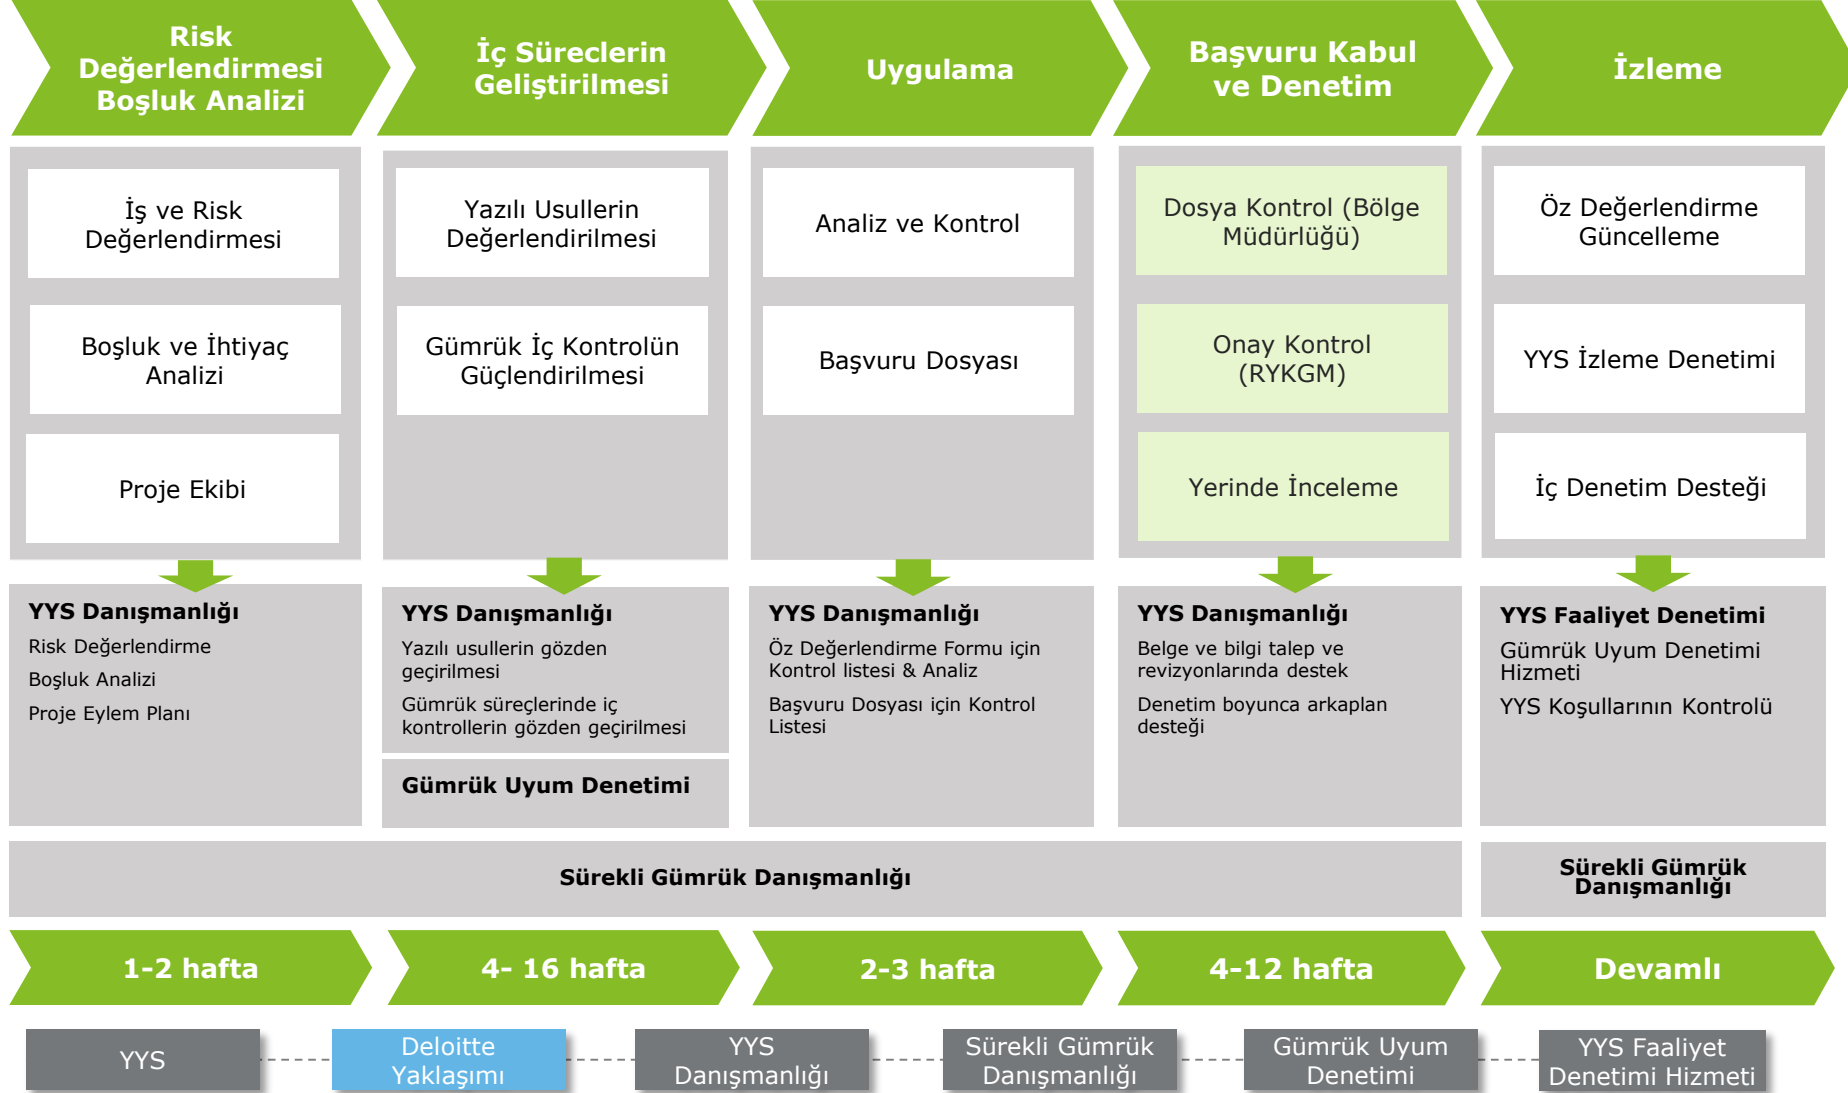 Risk
Değerlendirmesi
Boşluk Analizi
İç Süreclerin
Geliştirilmesi
Uygulama
Başvuru Kabul
ve Denetim
İzleme
İş ve Risk
Değerlendirmesi
Boşluk ve İhtiyaç
Analizi
Proje Ekibi
Yazılı Usullerin
Değerlendirilmesi
Gümrük İç Kontrolün
Güçlendirilmesi
Analiz ve Kontrol
Başvuru Dosyası
Dosya Kontrol (Bölge
Müdürlüğü)
Onay Kontrol
(RYKGM)
Yerinde İnceleme
Öz Değerlendirme
Güncelleme
YYS İzleme Denetimi
İç Denetim Desteği
YYS Danışmanlığı
Risk Değerlendirme
Boşluk Analizi
Proje Eylem Planı
YYS Danışmanlığı
Yazılı usullerin gözden
geçirilmesi
Gümrük süreçlerinde iç
kontrollerin gözden geçirilmesi
Gümrük Uyum Denetimi
YYS Danışmanlığı
Öz Değerlendirme Formu için
Kontrol listesi & Analiz
Başvuru Dosyası için Kontrol
Listesi
YYS Danışmanlığı
Belge ve bilgi talep ve
revizyonlarında destek
Denetim boyunca arkaplan
desteği
YYS Faaliyet Denetimi
Gümrük Uyum Denetimi
Hizmeti
YYS Koşullarının Kontrolü
Sürekli Gümrük Danışmanlığı
Sürekli Gümrük
Danışmanlığı
1-2 hafta
4- 16 hafta
2-3 hafta
4-12 hafta
Devamlı
YYS
Deloitte
Yaklaşımı
YYS
Danışmanlığı
Sürekli Gümrük
Danışmanlığı
Gümrük Uyum
Denetimi
YYS Faaliyet
Denetimi Hizmeti